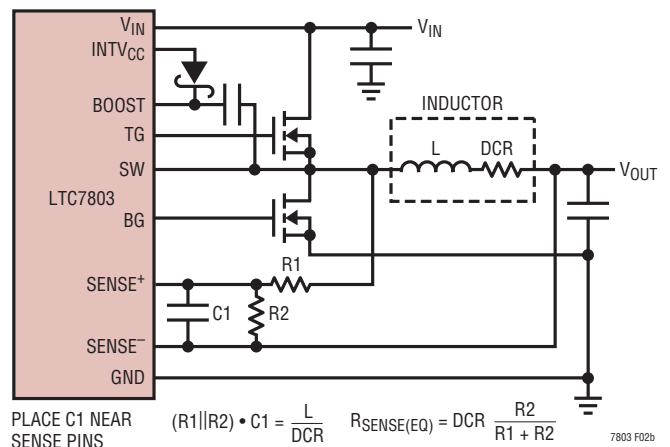 V_IN
INTV_CC
BOOST
TG
SW
LTC7803
BG
SENSE⁺
SENSE⁻
GND
V_IN
INDUCTOR
L DCR
V_OUT
R1
C1
R2
PLACE C1 NEAR
SENSE PINS
(R1||R2) • C1 = L/DCR
R_SENSE(EQ) = DCR R2/(R1 + R2)
7803 F02b